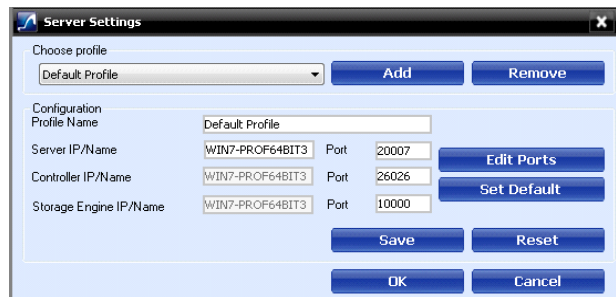 Server Settings
Choose profile
Default Profile Add Remove
Configuration
Profile Name Default Profile
Server IP/Name WIN7-PROF64BIT3 Port 20007
Edit Ports
Controller IP/Name WIN7-PROF64BIT3 Port 26026
Set Default
Storage Engine IP/Name WIN7-PROF64BIT3 Port 10000
Save Reset
OK Cancel